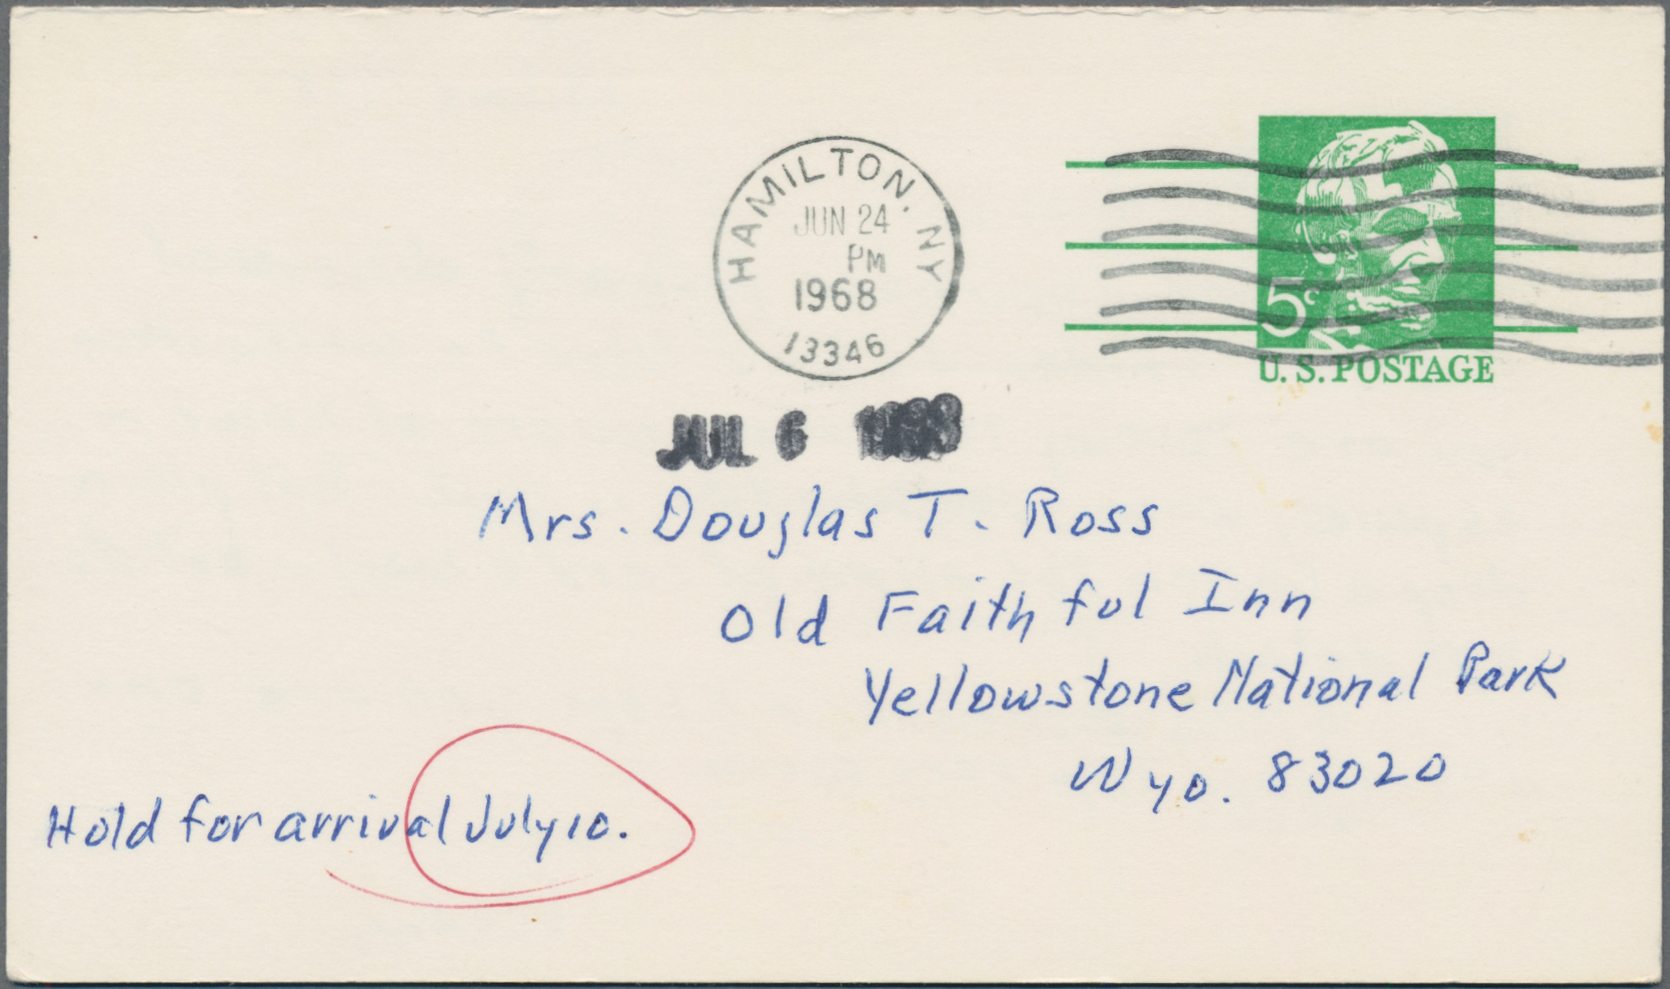 HAMILTON. NY
JUN 24
PM
1968
13346
5c
U. S. POSTAGE
JUL 6 1968
Mrs. Douglas T. Ross
Old Faithful Inn
Yellowstone National Park
Wyo. 83020
Hold for arrival July 10.